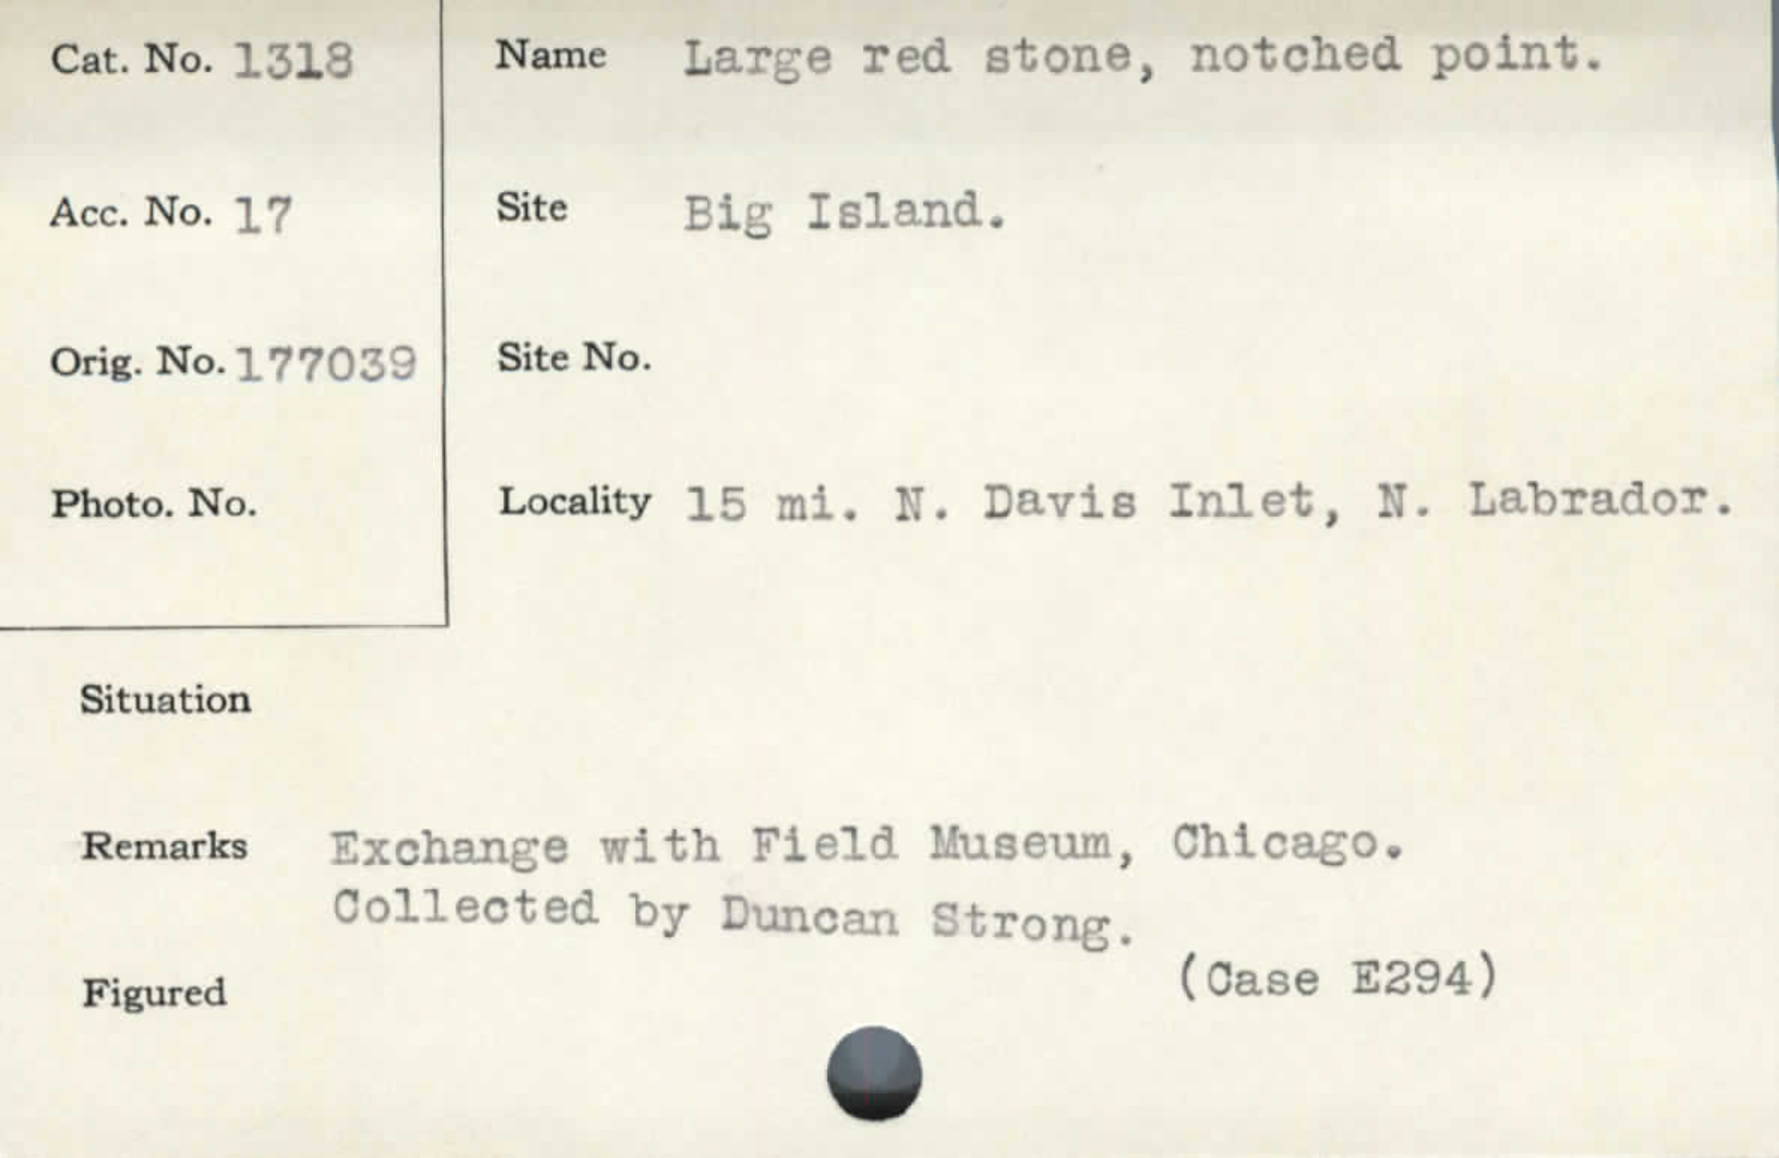 Cat. No. 1318
Name Large red stone, notched point.
Acc. No. 17
Site Big Island.
Orig. No. 177039
Site No.
Photo. No.
Locality 15 mi. N. Davis Inlet, N. Labrador.
Situation
Remarks Exchange with Field Museum, Chicago.
Collected by Duncan Strong.
(Case E294)
Figured